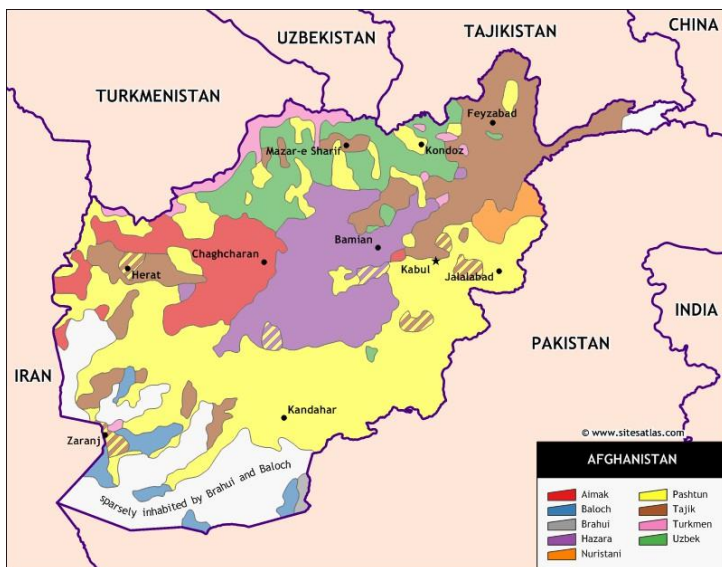 CHINA
TAJIKISTAN
UZBEKISTAN
TURKMENISTAN
Feyzabad
Mazar-e Sharif
Kondoz
Bamian
Chaghcharan
Kabul
Herat
Jalalabad
INDIA
PAKISTAN
IRAN
Kandahar
Zaranj
© www.sitesatlas.com
sparsely inhabited by Brahui and Baloch
AFGHANISTAN
Aimak
Baloch
Brahui
Hazara
Nuristani
Pashtun
Tajik
Turkmen
Uzbek